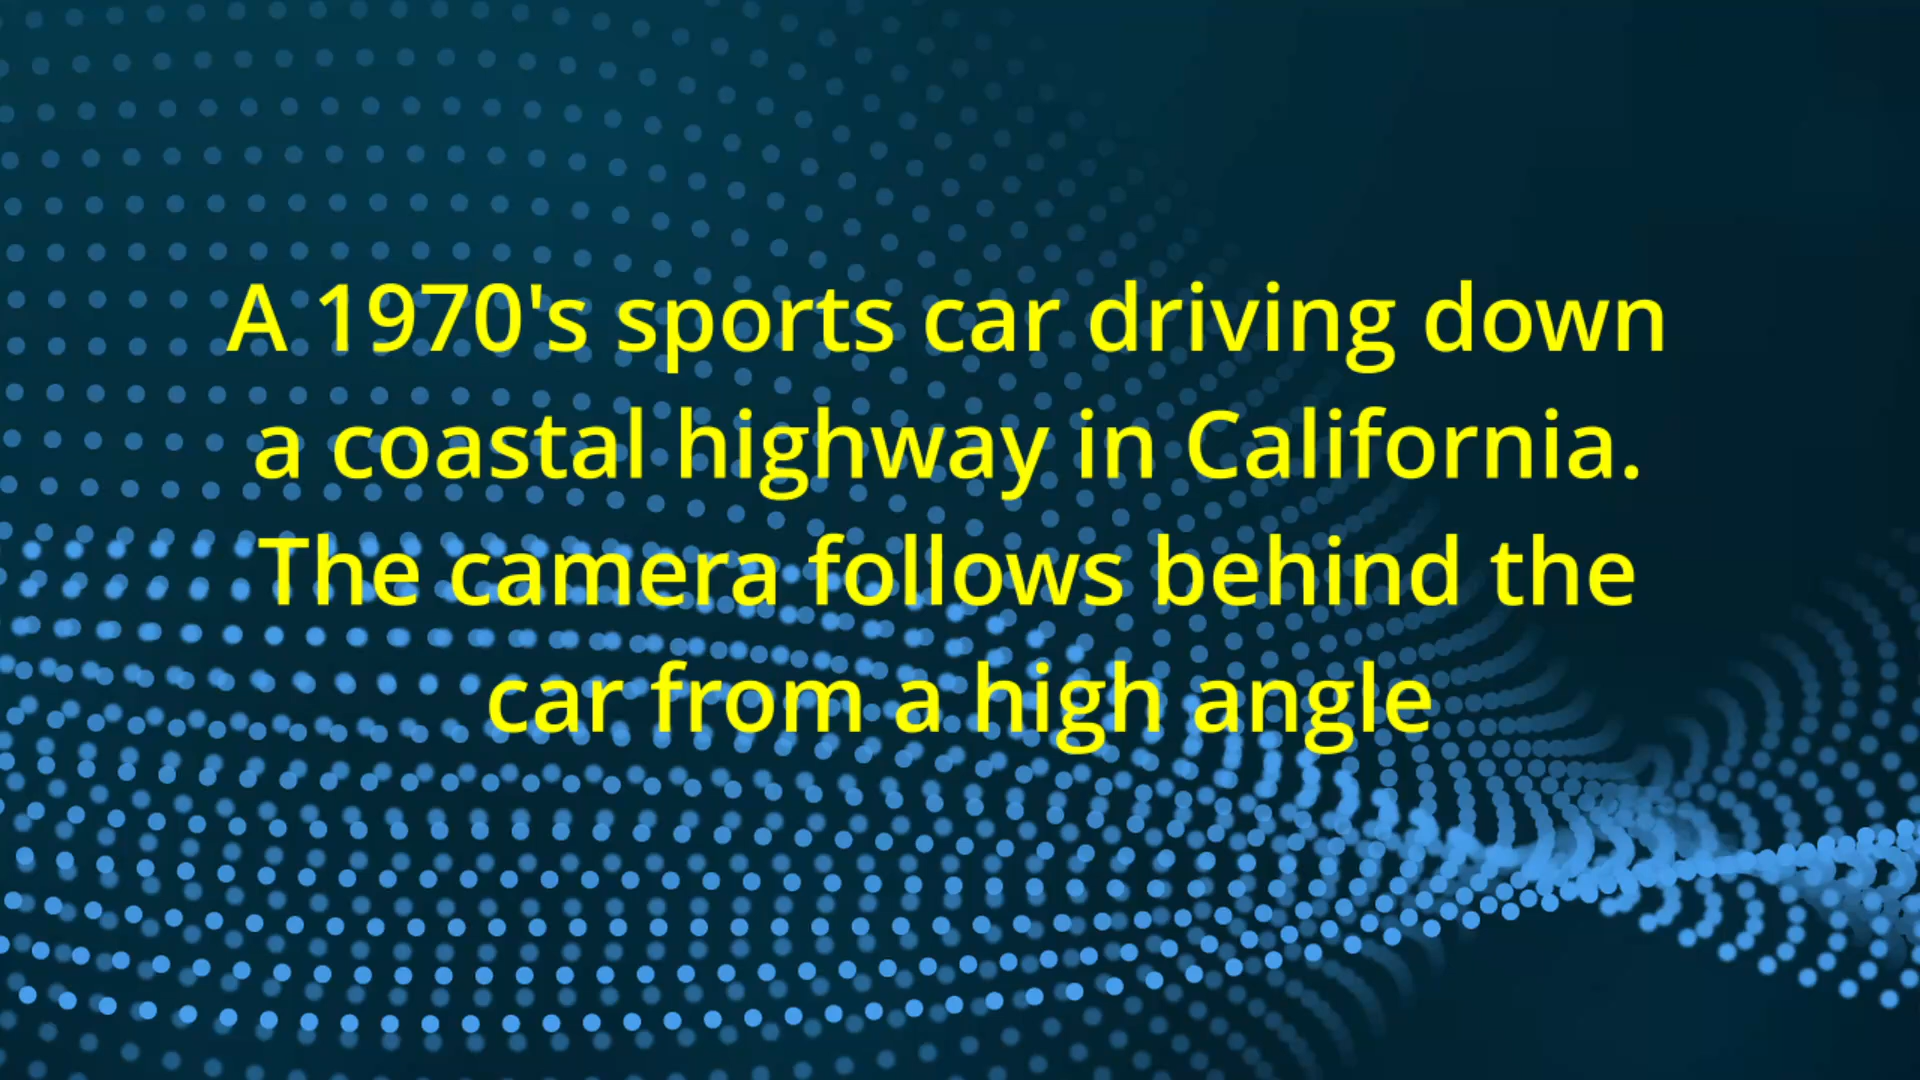 A 1970's sports car driving down
a coastal highway in California.
The camera follows behind the
car from a high angle